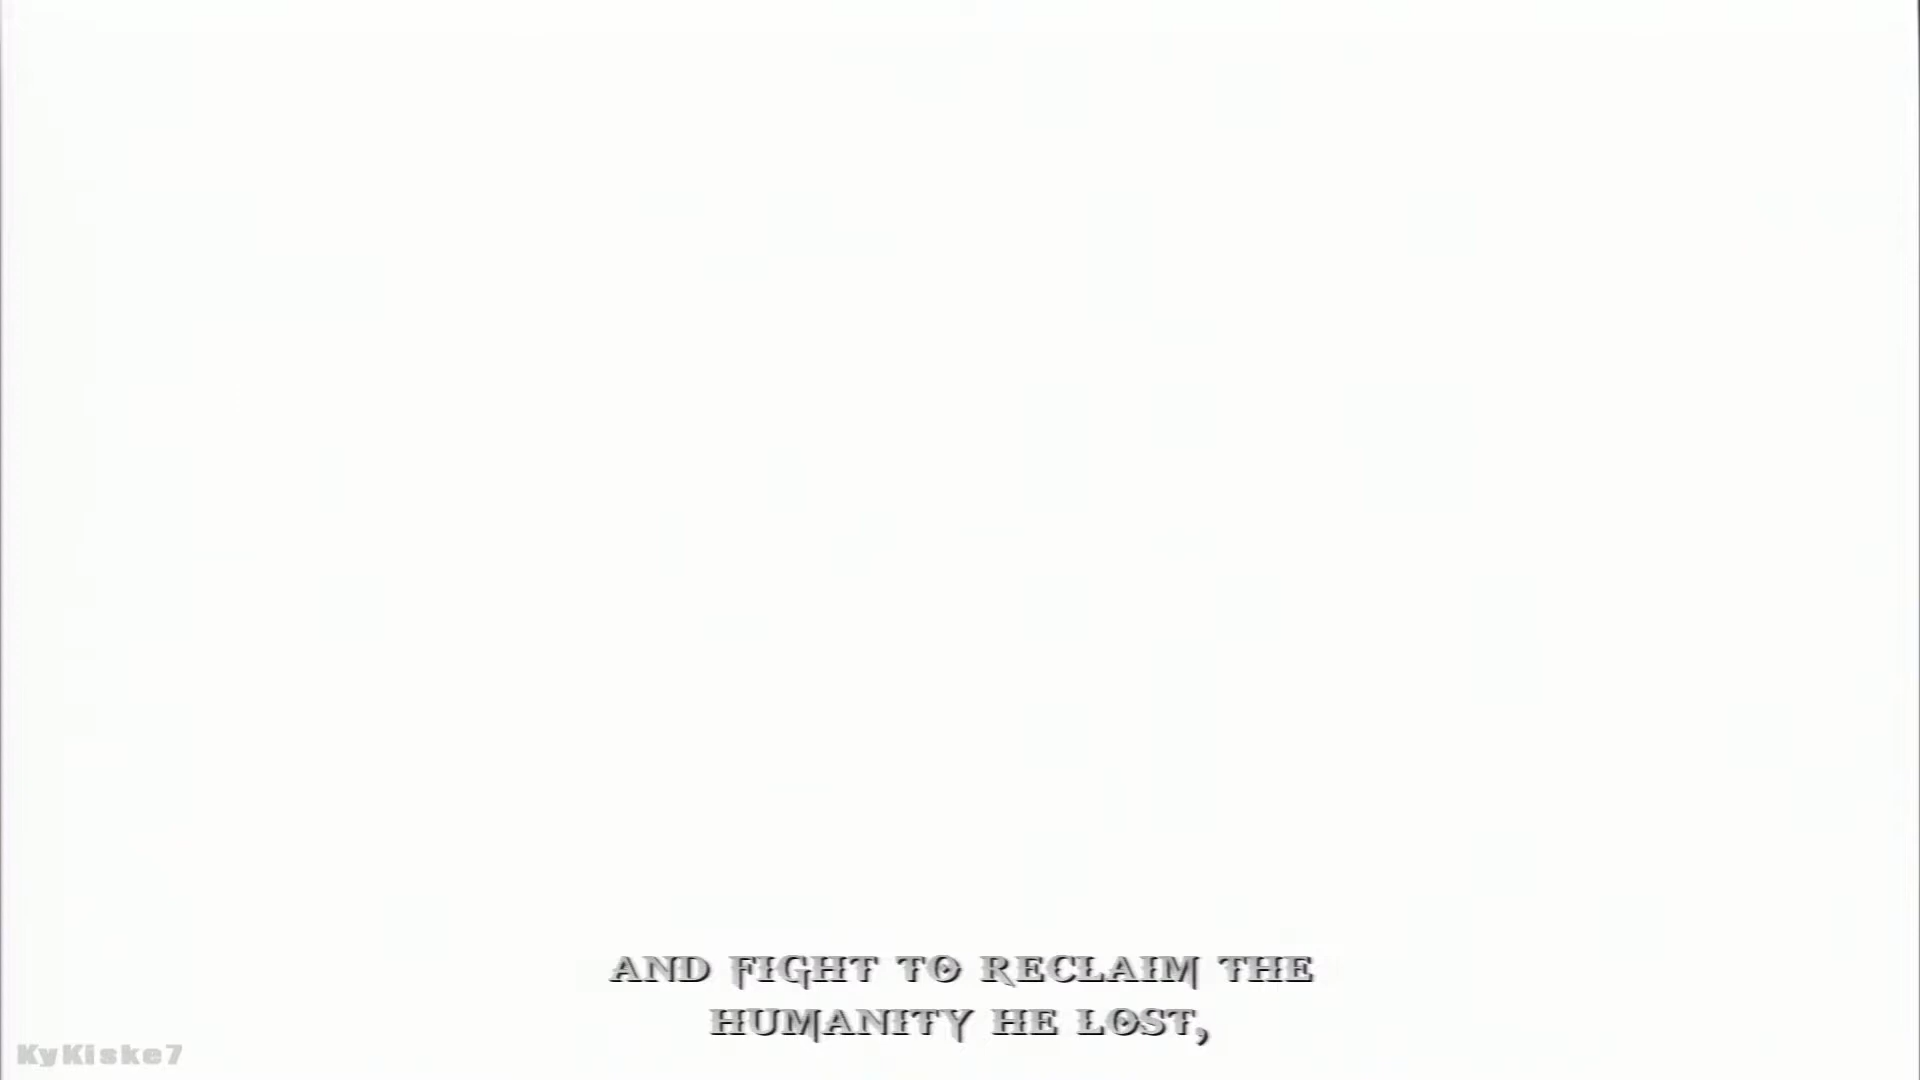 AND FIGHT TO RECLAIM THE
HUMANITY HE LOST,
KyKiske7